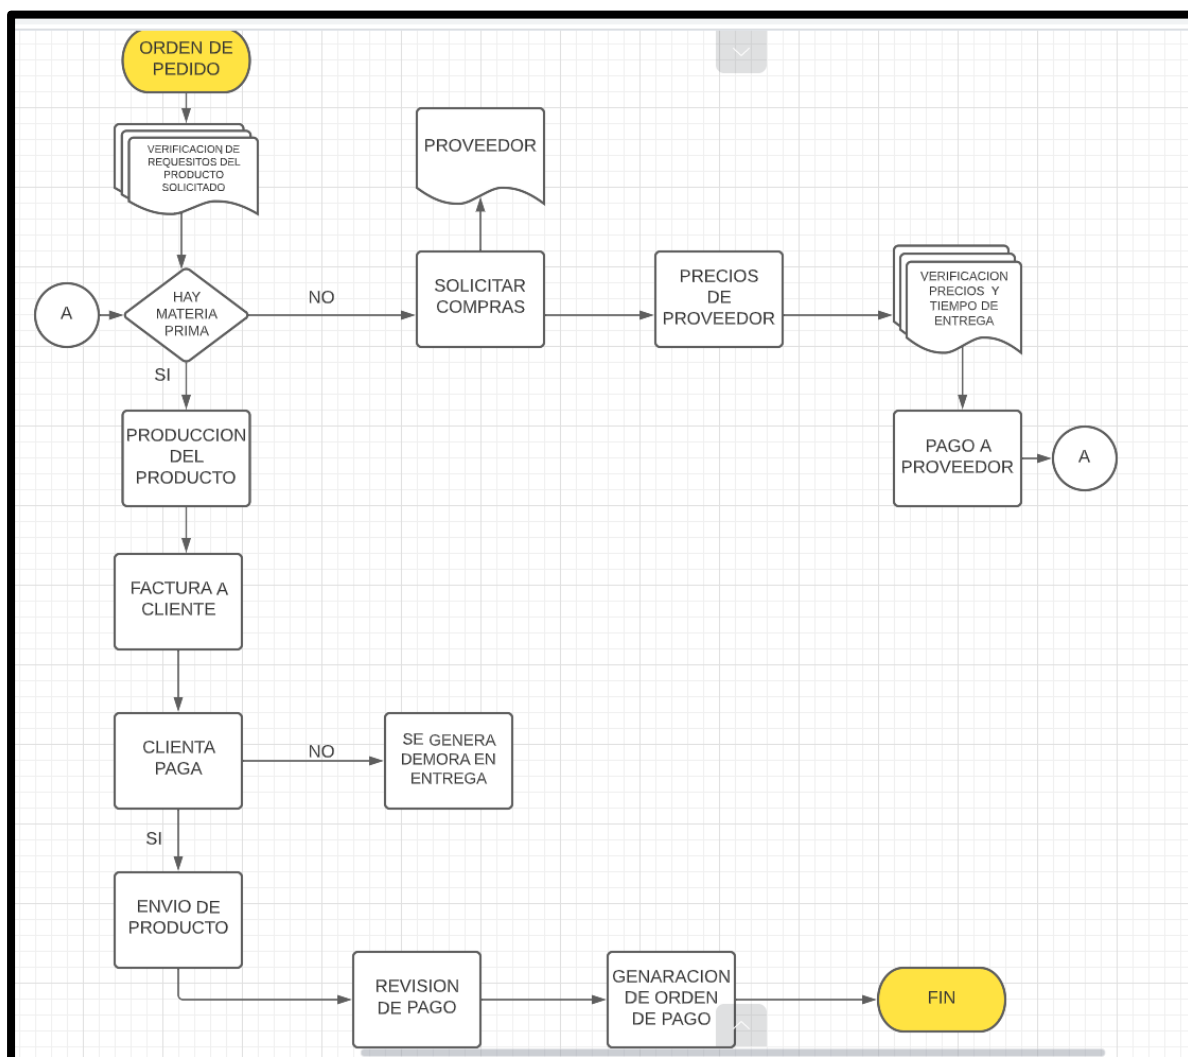 ORDEN DE
PEDIDO
VERIFICACION DE
REQUESITOS DEL
PRODUCTO
SOLICITADO
PROVEEDOR
A
HAY
MATERIA
PRIMA
NO
SOLICITAR
COMPRAS
PRECIOS
DE
PROVEEDOR
VERIFICACION
PRECIOS Y
TIEMPO DE
ENTREGA
SI
PRODUCCION
DEL
PRODUCTO
PAGO A
PROVEEDOR
A
FACTURA A
CLIENTE
CLIENTA
PAGA
NO
SE GENERA
DEMORA EN
ENTREGA
SI
ENVIO DE
PRODUCTO
REVISION
DE PAGO
GENARACION
DE ORDEN
DE PAGO
FIN